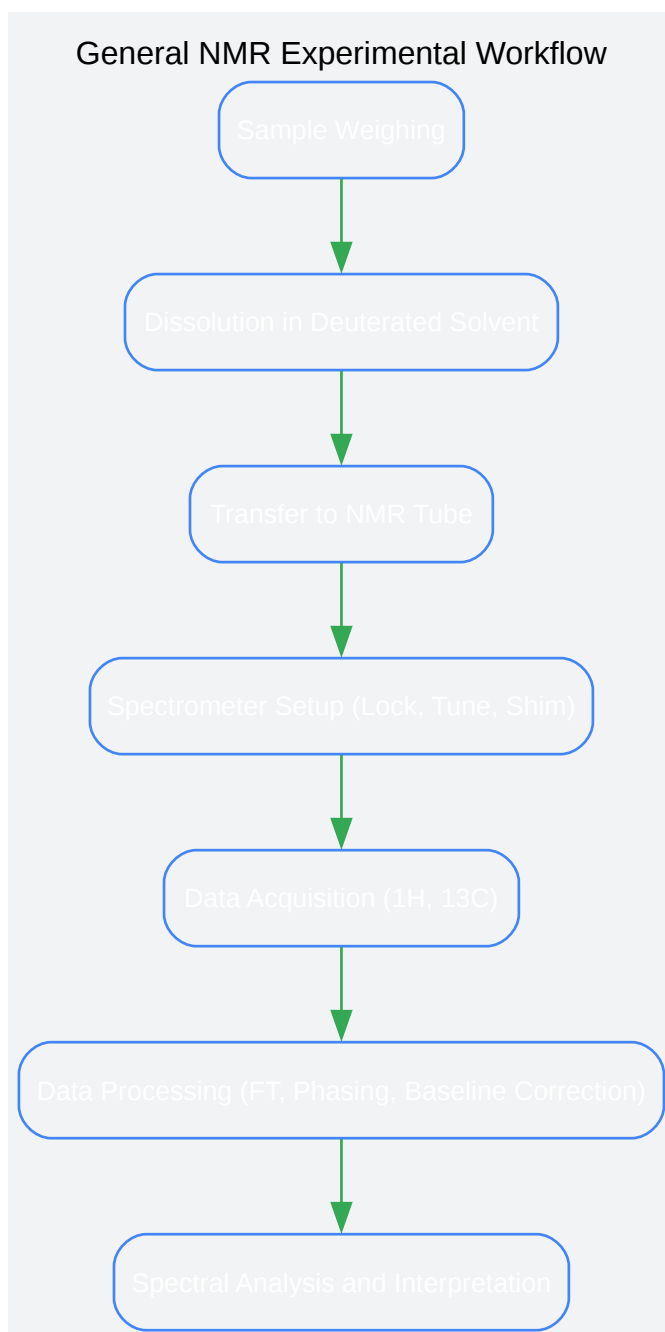 General NMR Experimental Workflow
Sample Weighing
Dissolution in Deuterated Solvent
Transfer to NMR Tube
Spectrometer Setup (Lock, Tune, Shim)
Data Acquisition (1H, 13C)
Data Processing (FT, Phasing, Baseline Correction)
Spectral Analysis and Interpretation